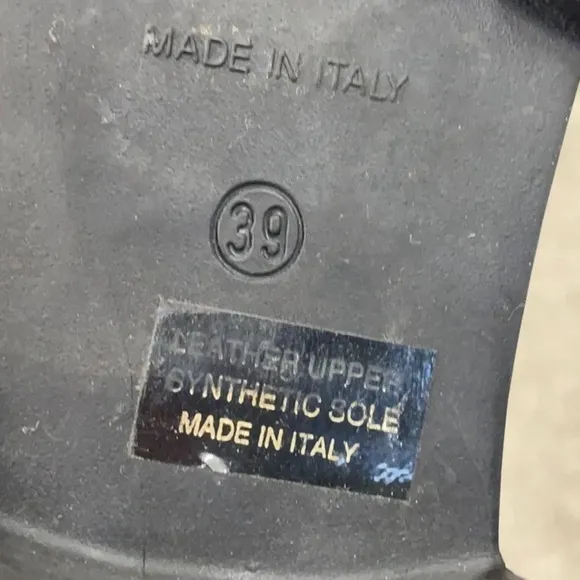 MADE IN ITALY
39
LEATHER UPPER
SYNTHETIC SOLE
MADE IN ITALY